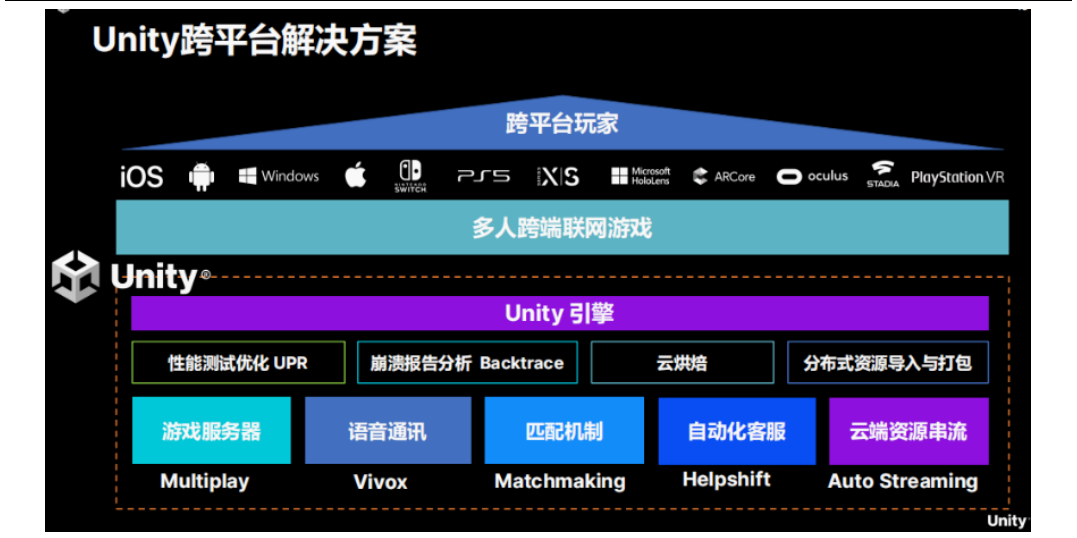 Unity跨平台解决方案
跨平台玩家
iOS Windows NINTENDO SWITCH PS5 X|S Microsoft HoloLens ARCore oculus STADIA PlayStation.VR
多人跨端联网游戏
Unity®
Unity 引擎
性能测试优化 UPR 崩溃报告分析 Backtrace 云烘焙 分布式资源导入与打包
游戏服务器 语音通讯 匹配机制 自动化客服 云端资源串流
Multiplay Vivox Matchmaking Helpshift Auto Streaming
Unity